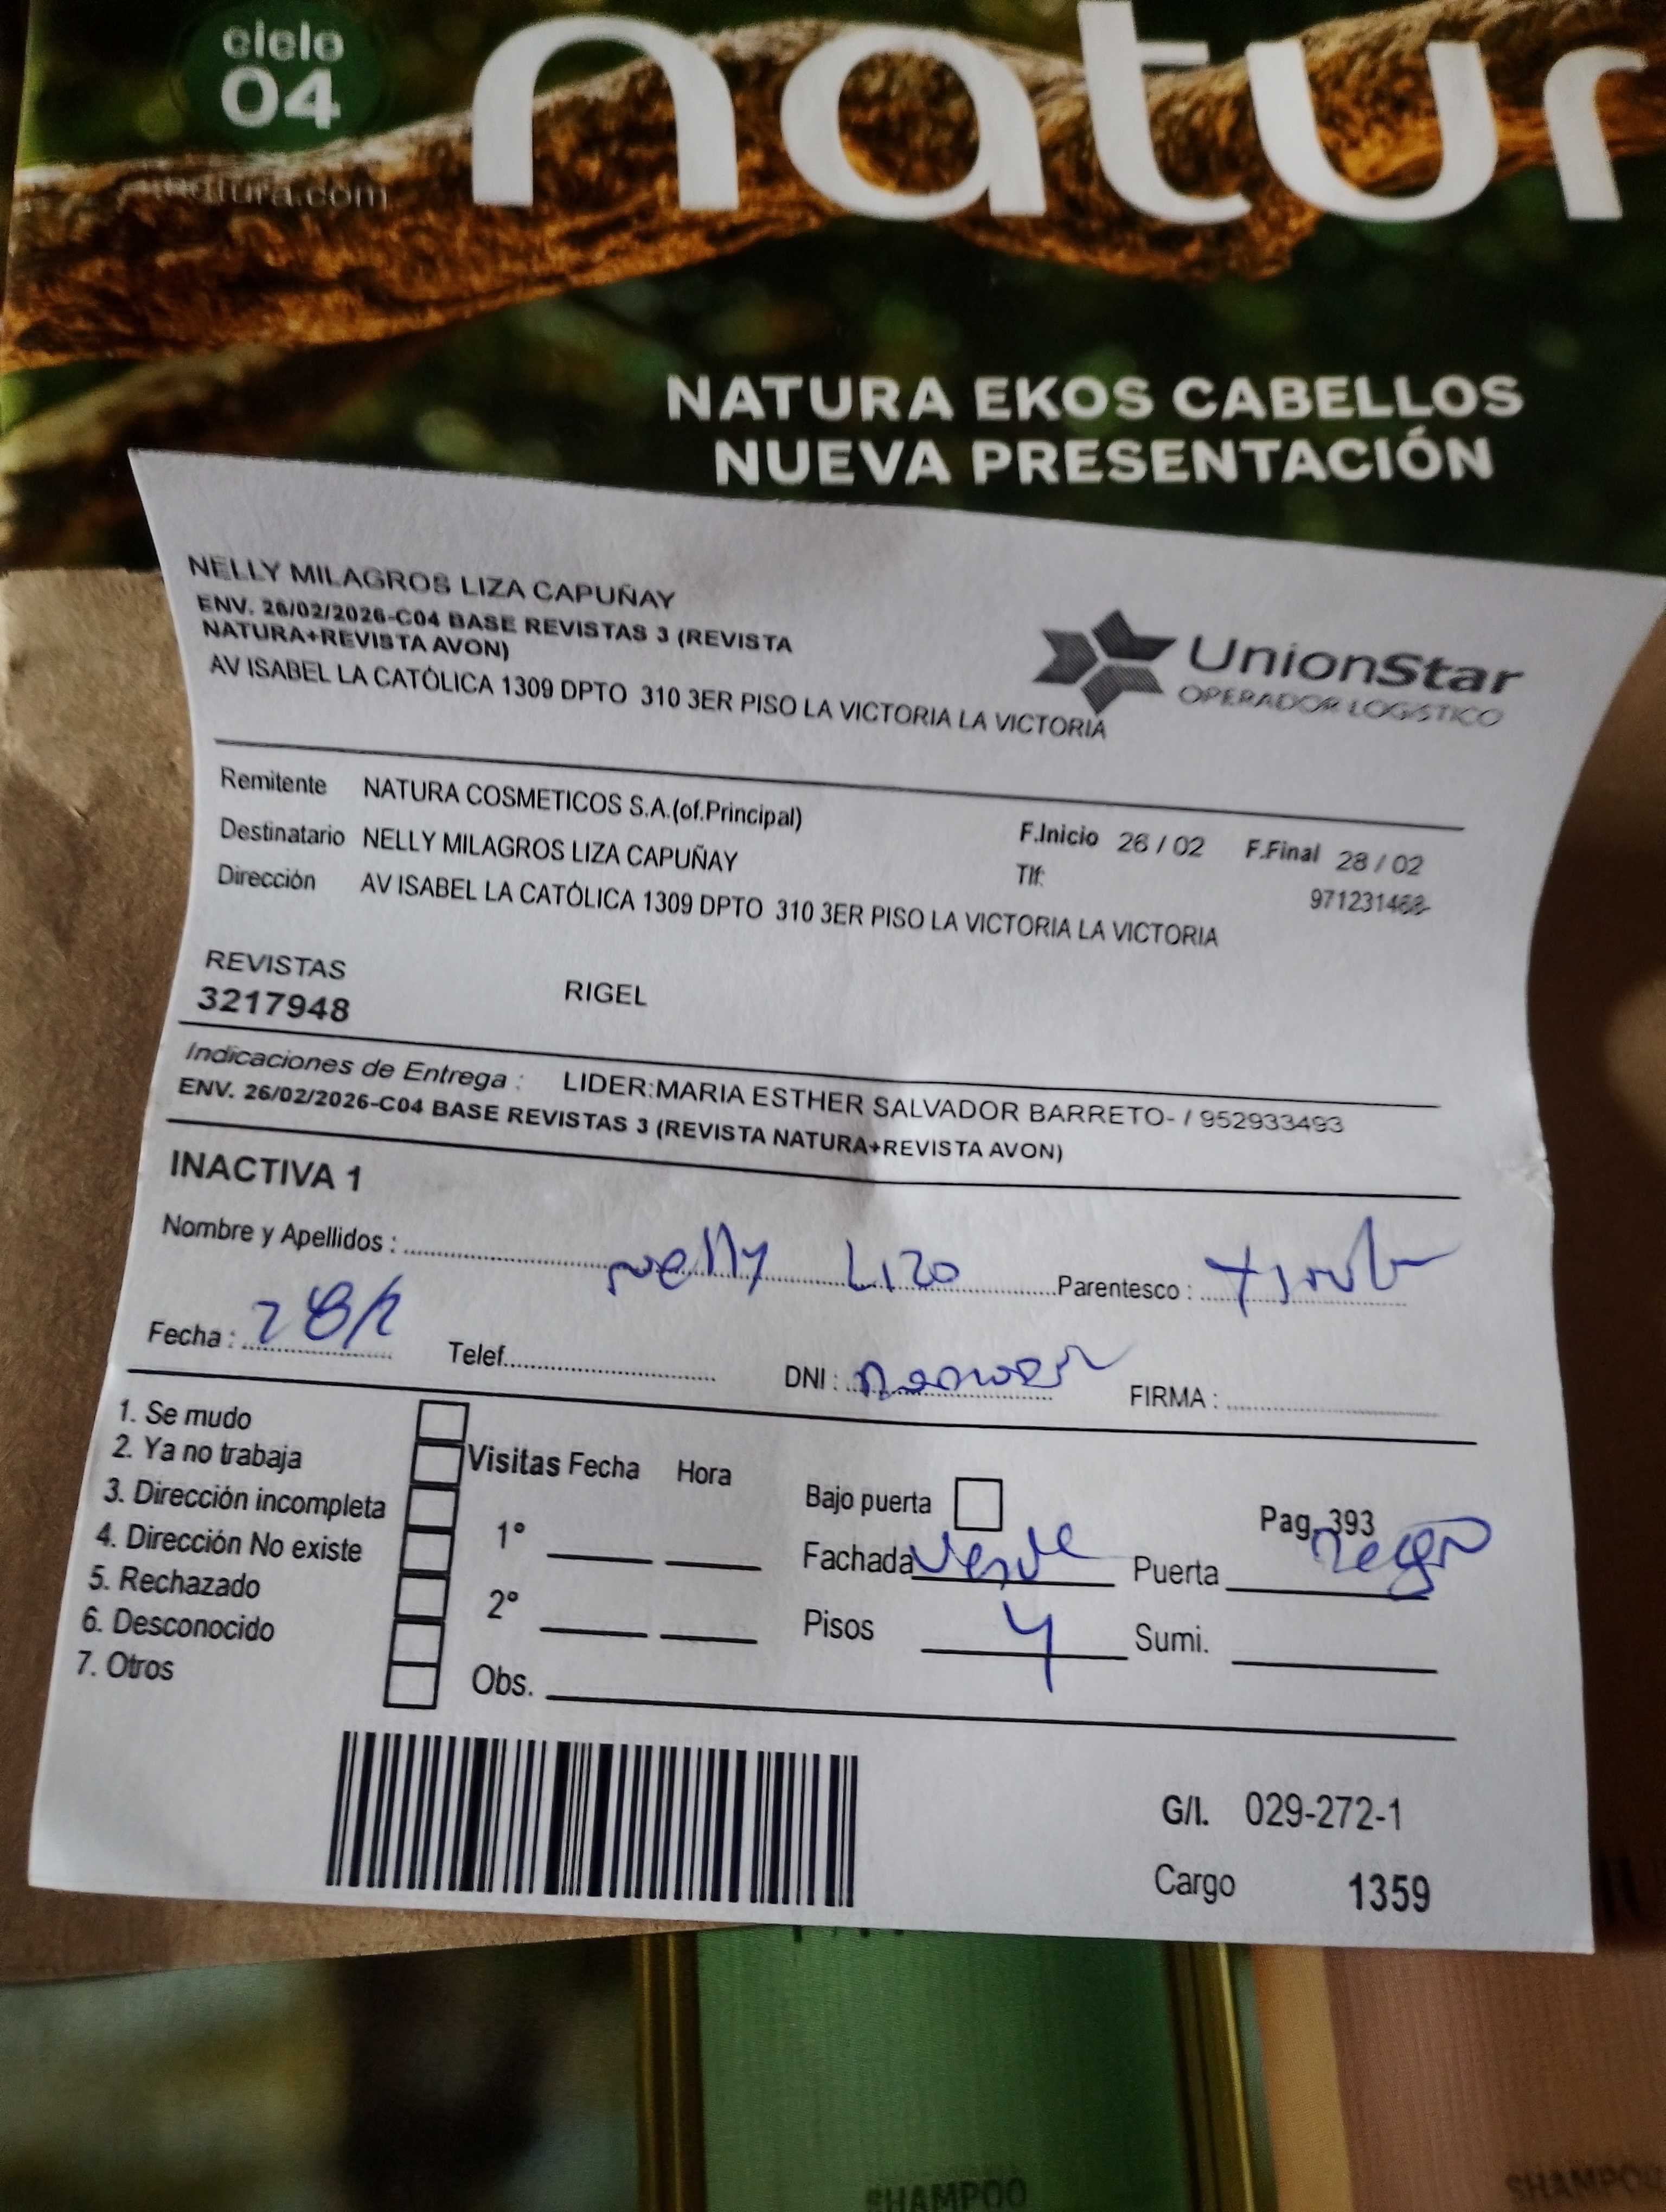 ciclo
04
natura.com
natur
NATURA EKOS CABELLOS
NUEVA PRESENTACIÓN
NELLY MILAGROS LIZA CAPUÑAY
ENV. 26/02/2026-C04 BASE REVISTAS 3 (REVISTA
NATURA+REVISTA AVON)
AV ISABEL LA CATÓLICA 1309 DPTO 310 3ER PISO LA VICTORIA LA VICTORIA
UnionStar
OPERADOR LOGISTICO
Remitente NATURA COSMETICOS S.A.(of.Principal)
Destinatario NELLY MILAGROS LIZA CAPUÑAY
F.Inicio 26 / 02 F.Final 28 / 02
Dirección AV ISABEL LA CATÓLICA 1309 DPTO 310 3ER PISO LA VICTORIA LA VICTORIA
Tlf: 971231468-
REVISTAS
3217948 RIGEL
Indicaciones de Entrega : LIDER:MARIA ESTHER SALVADOR BARRETO- / 952933493
ENV. 26/02/2026-C04 BASE REVISTAS 3 (REVISTA NATURA+REVISTA AVON)
INACTIVA 1
Nombre y Apellidos : Nelly Liza Parentesco :
Fecha : 28/2 Telef. DNI : FIRMA :
1. Se mudo
2. Ya no trabaja
3. Dirección incompleta
4. Dirección No existe
5. Rechazado
6. Desconocido
7. Otros
Visitas Fecha Hora
1°
2°
Obs.
Bajo puerta
Pag. 393
Fachada Verde Puerta negro
Pisos 4 Sumi.
G/I. 029-272-1
Cargo 1359
SHAMPOO
SHAMPOO